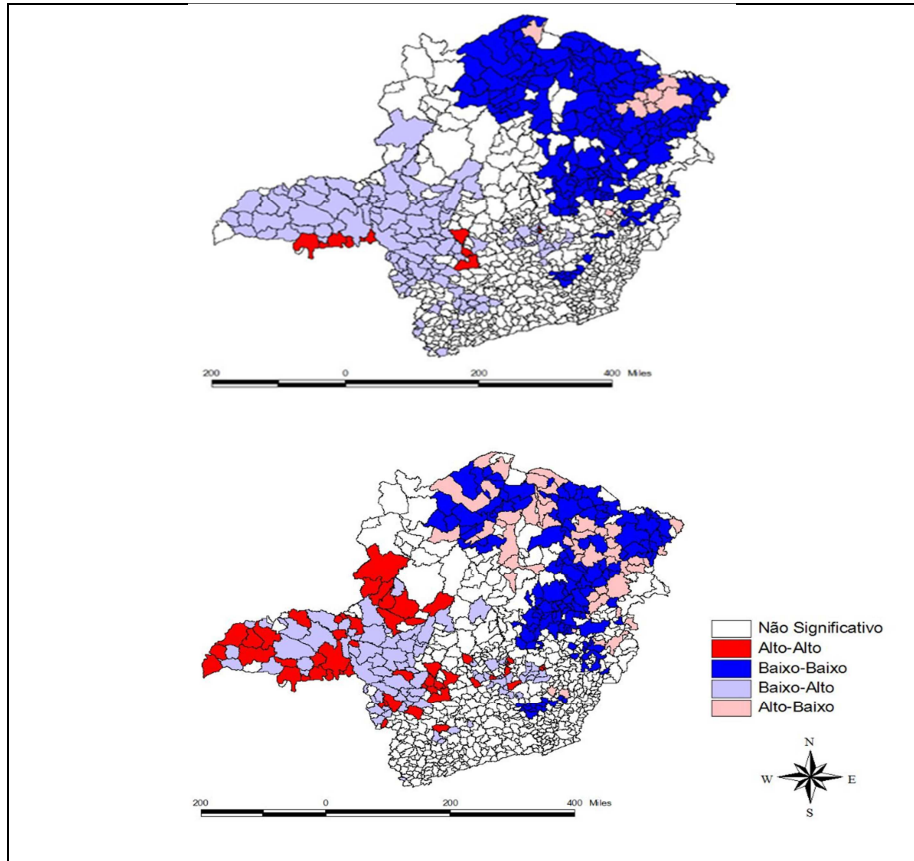 200 0 200 400 Miles
Não Significativo
Alto-Alto
Baixo-Baixo
Baixo-Alto
Alto-Baixo
N
W E
S
200 0 200 400 Miles